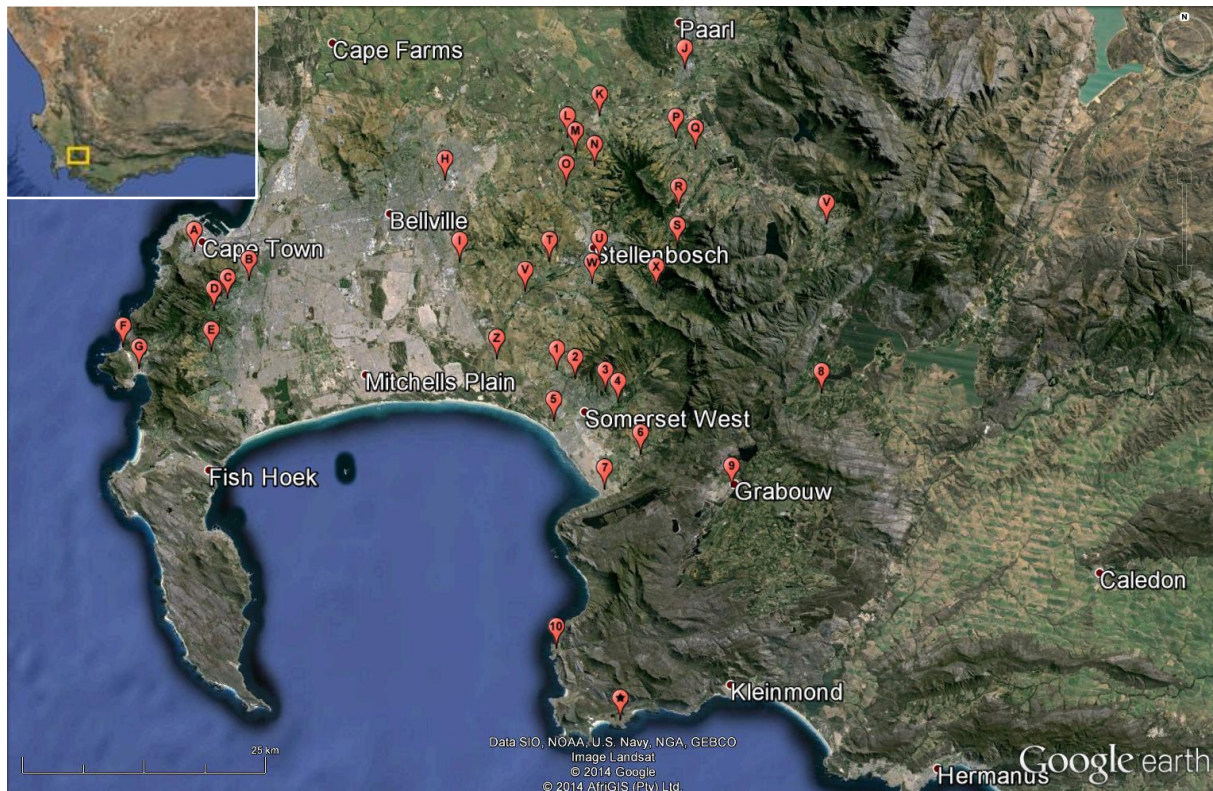 N
Paarl
Cape Farms
J
K
L
P
M
Q
N
H
O
R
V
Bellville
A
Cape Town
S
I
T
U
Stellenbosch
B
W
X
V
C
D
F
E
G
Z
1
2
3
4
8
Mitchells Plain
5
Somerset West
6
7
9
Fish Hoek
Grabouw
Caledon
10
Kleinmond
25 km
Data SIO, NOAA, U.S. Navy, NGA, GEBCO
Image Landsat
© 2014 Google
© 2014 AfriGIS (Pty) Ltd.
Hermanus
Google earth